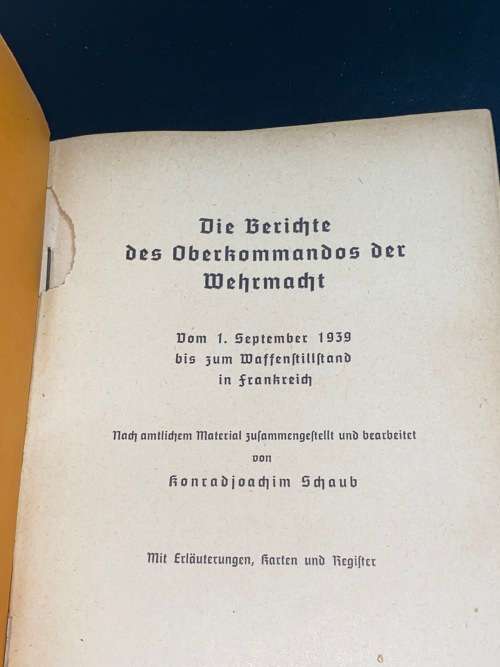 Die Berichte
des Oberkommandos der
Wehrmacht
Vom 1. September 1939
bis zum Waffenſtillſtand
in Frankreich
Nach amtlichem Material zuſammengeſtellt und bearbeitet
von
Konradjoachim Schaub
Mit Erläuterungen, Karten und Regiſter